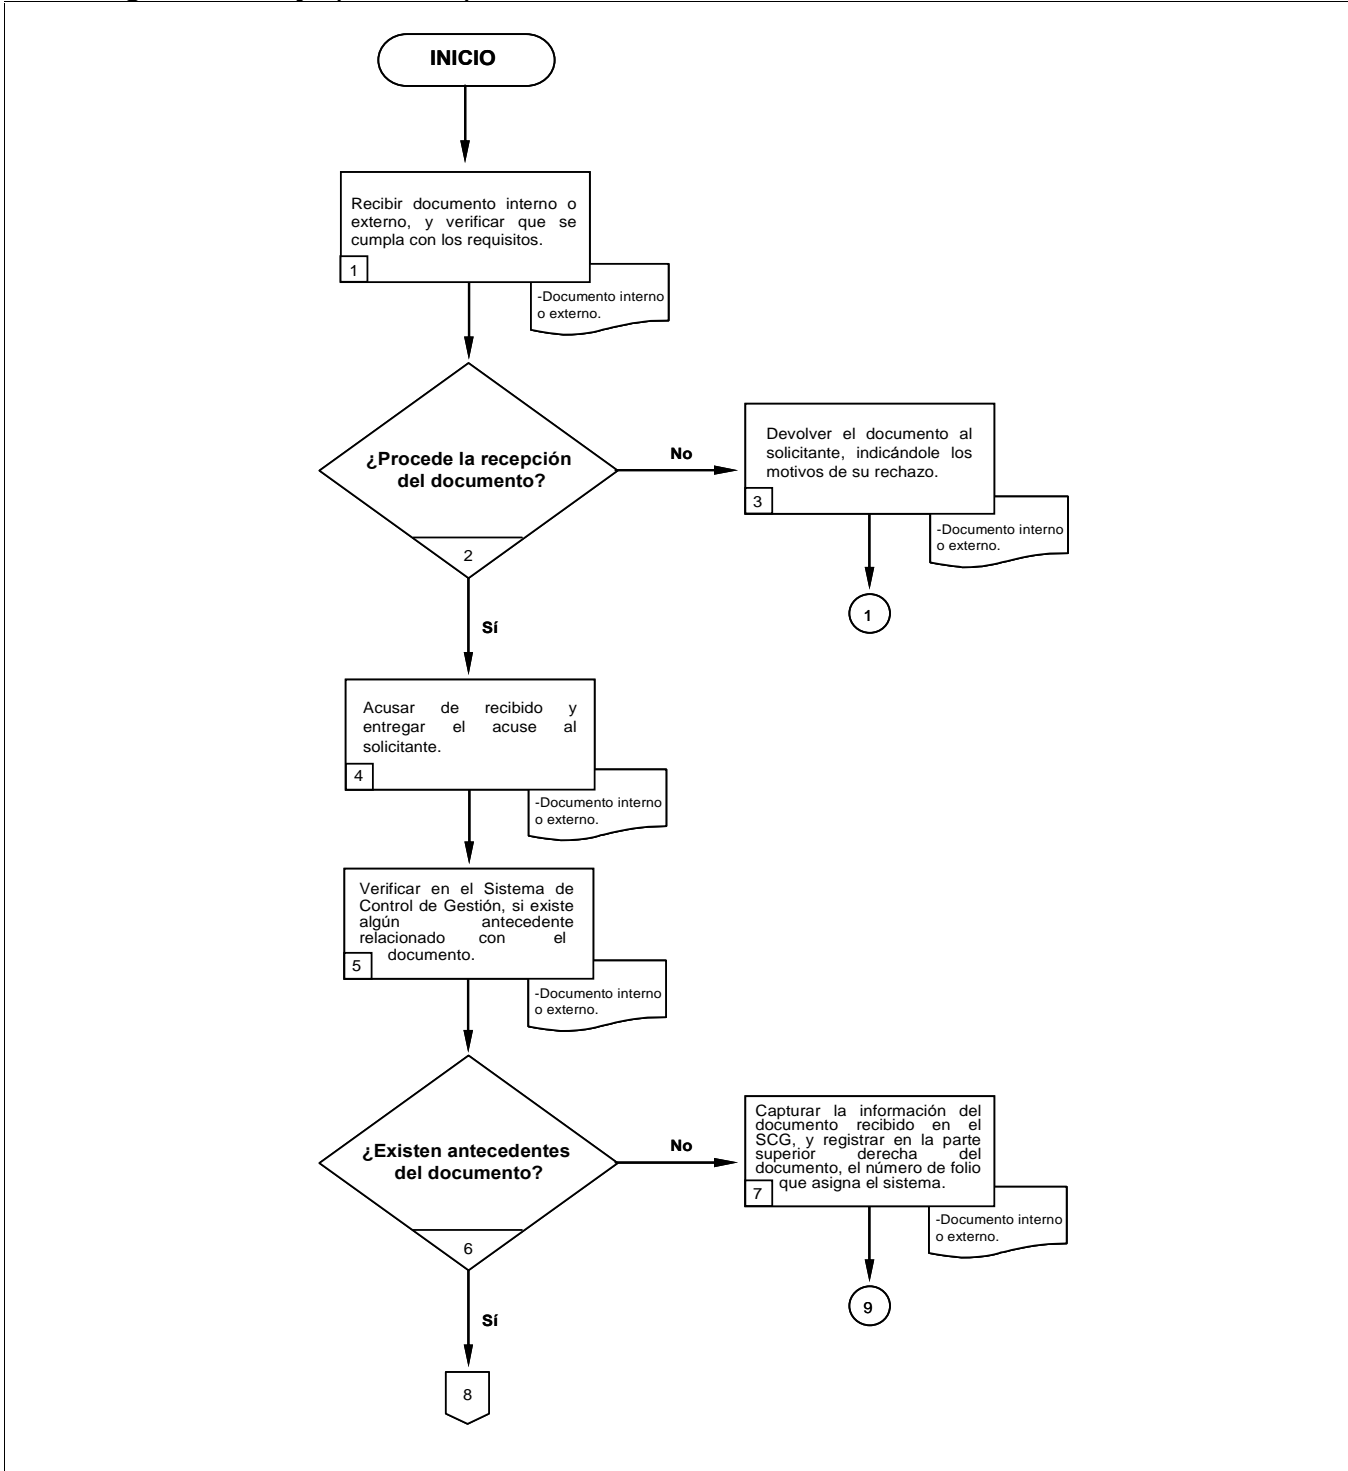 INICIO
Recibir documento interno o
externo, y verificar que se
cumpla con los requisitos.
1
-Documento interno
o externo.
¿Procede la recepción
del documento?
2
No
Devolver el documento al
solicitante, indicándole los
motivos de su rechazo.
3
-Documento interno
o externo.
1
Sí
Acusar de recibido y
entregar el acuse al
solicitante.
4
-Documento interno
o externo.
Verificar en el Sistema de
Control de Gestión, si existe
algún antecedente
relacionado con el
documento.
5
-Documento interno
o externo.
¿Existen antecedentes
del documento?
6
No
Capturar la información del
documento recibido en el
SCG, y registrar en la parte
superior derecha del
documento, el número de folio
que asigna el sistema.
7
-Documento interno
o externo.
9
Sí
8